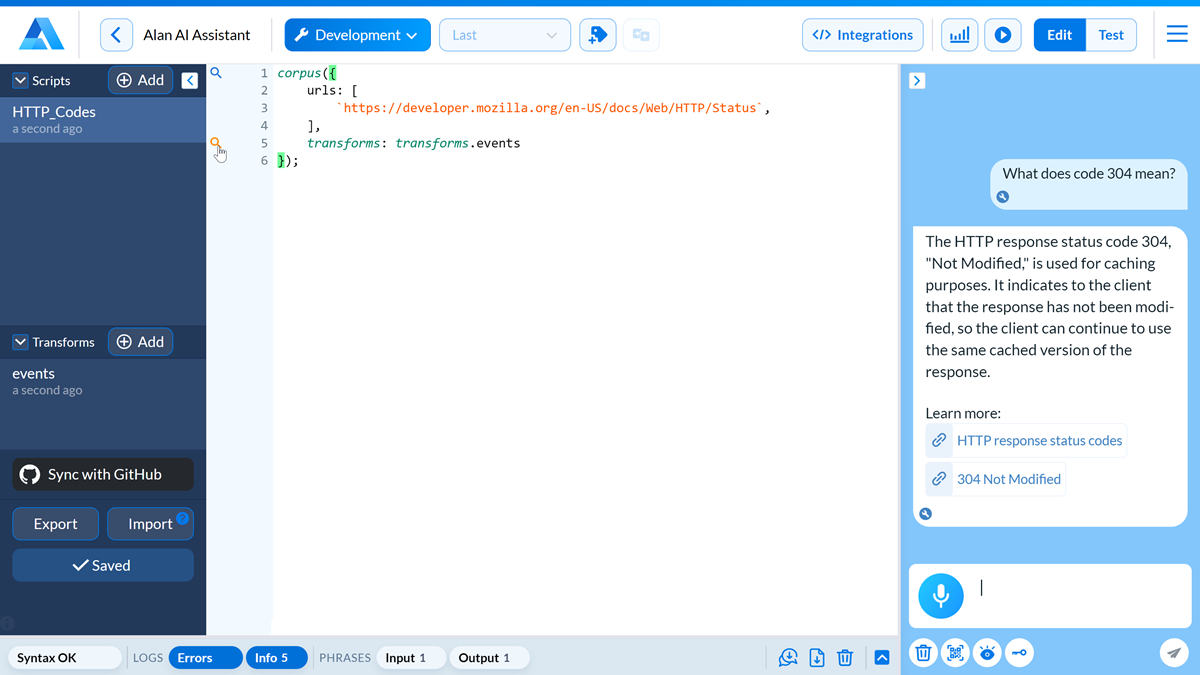 Alan AI Assistant
Development
Last
Integrations
Edit
Test
Scripts
Add
HTTP_Codes
a second ago
Transforms
Add
events
a second ago
Sync with GitHub
Export
Import
?
Saved
1 corpus({
2 urls: [
3 `https://developer.mozilla.org/en-US/docs/Web/HTTP/Status`,
4 ],
5 transforms: transforms.events
6 });
What does code 304 mean?
The HTTP response status code 304,
"Not Modified," is used for caching
purposes. It indicates to the client
that the response has not been modi-
fied, so the client can continue to use
the same cached version of the
response.
Learn more:
HTTP response status codes
304 Not Modified
Syntax OK
LOGS
Errors
Info 5
PHRASES
Input 1
Output 1